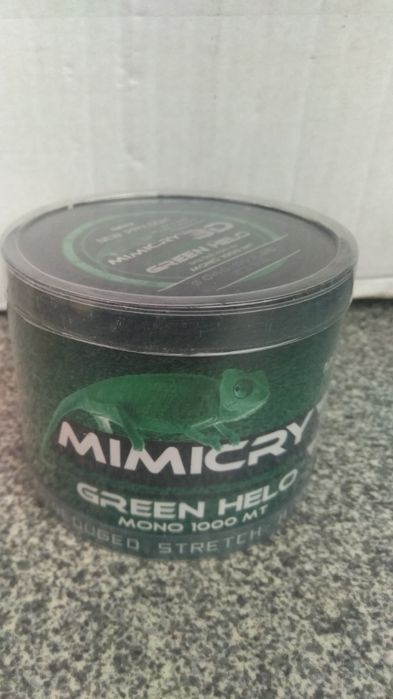 MIMICRY 3D
GREEN HELO
MONO 1000 MT
MIMICRY
GREEN HELO
MONO 1000 MT
STRETCH